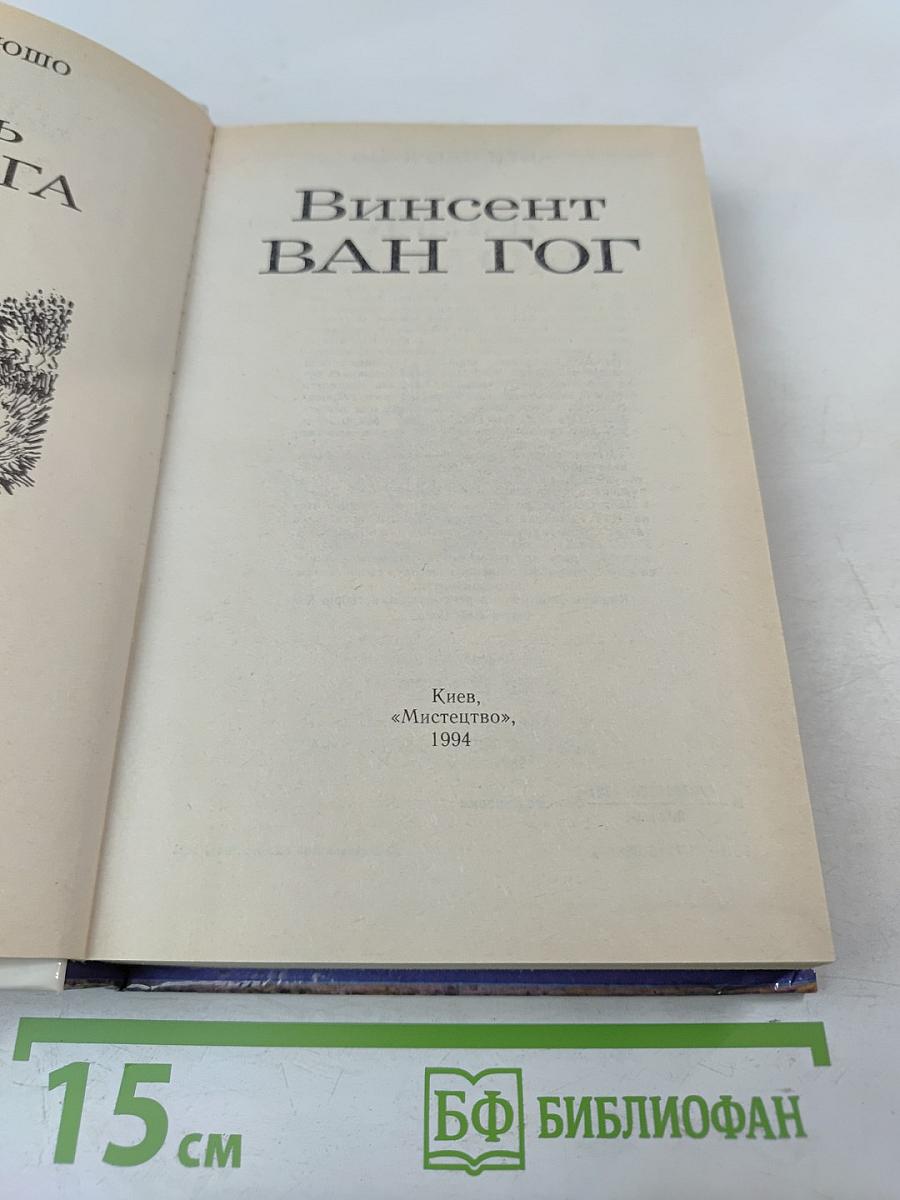 Винсент
ВАН ГОГ
Киев,
«Мистецтво»,
1994
15 см
БФ БИБЛИОФАН